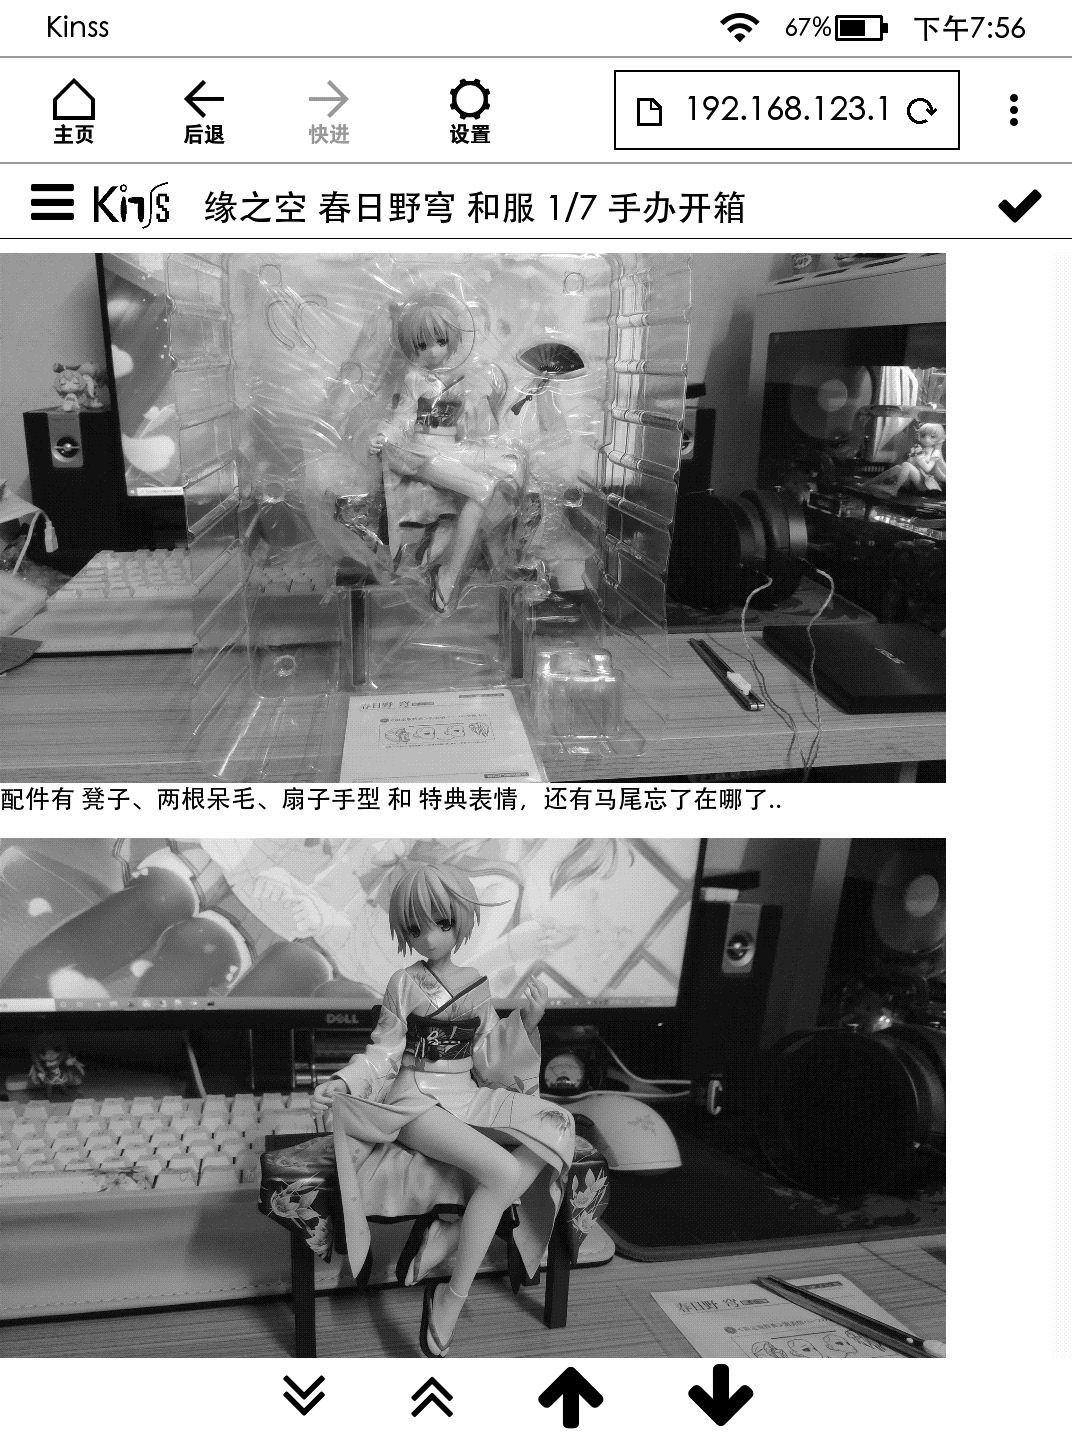 Kinss
67%
下午7:56
主页
后退
快进
设置
192.168.123.1
Kinss
缘之空 春日野穹 和服 1/7 手办开箱
春日野 穹
配件有 凳子、两根呆毛、扇子手型 和 特典表情，还有马尾忘了在哪了..
DELL
春日野 穹